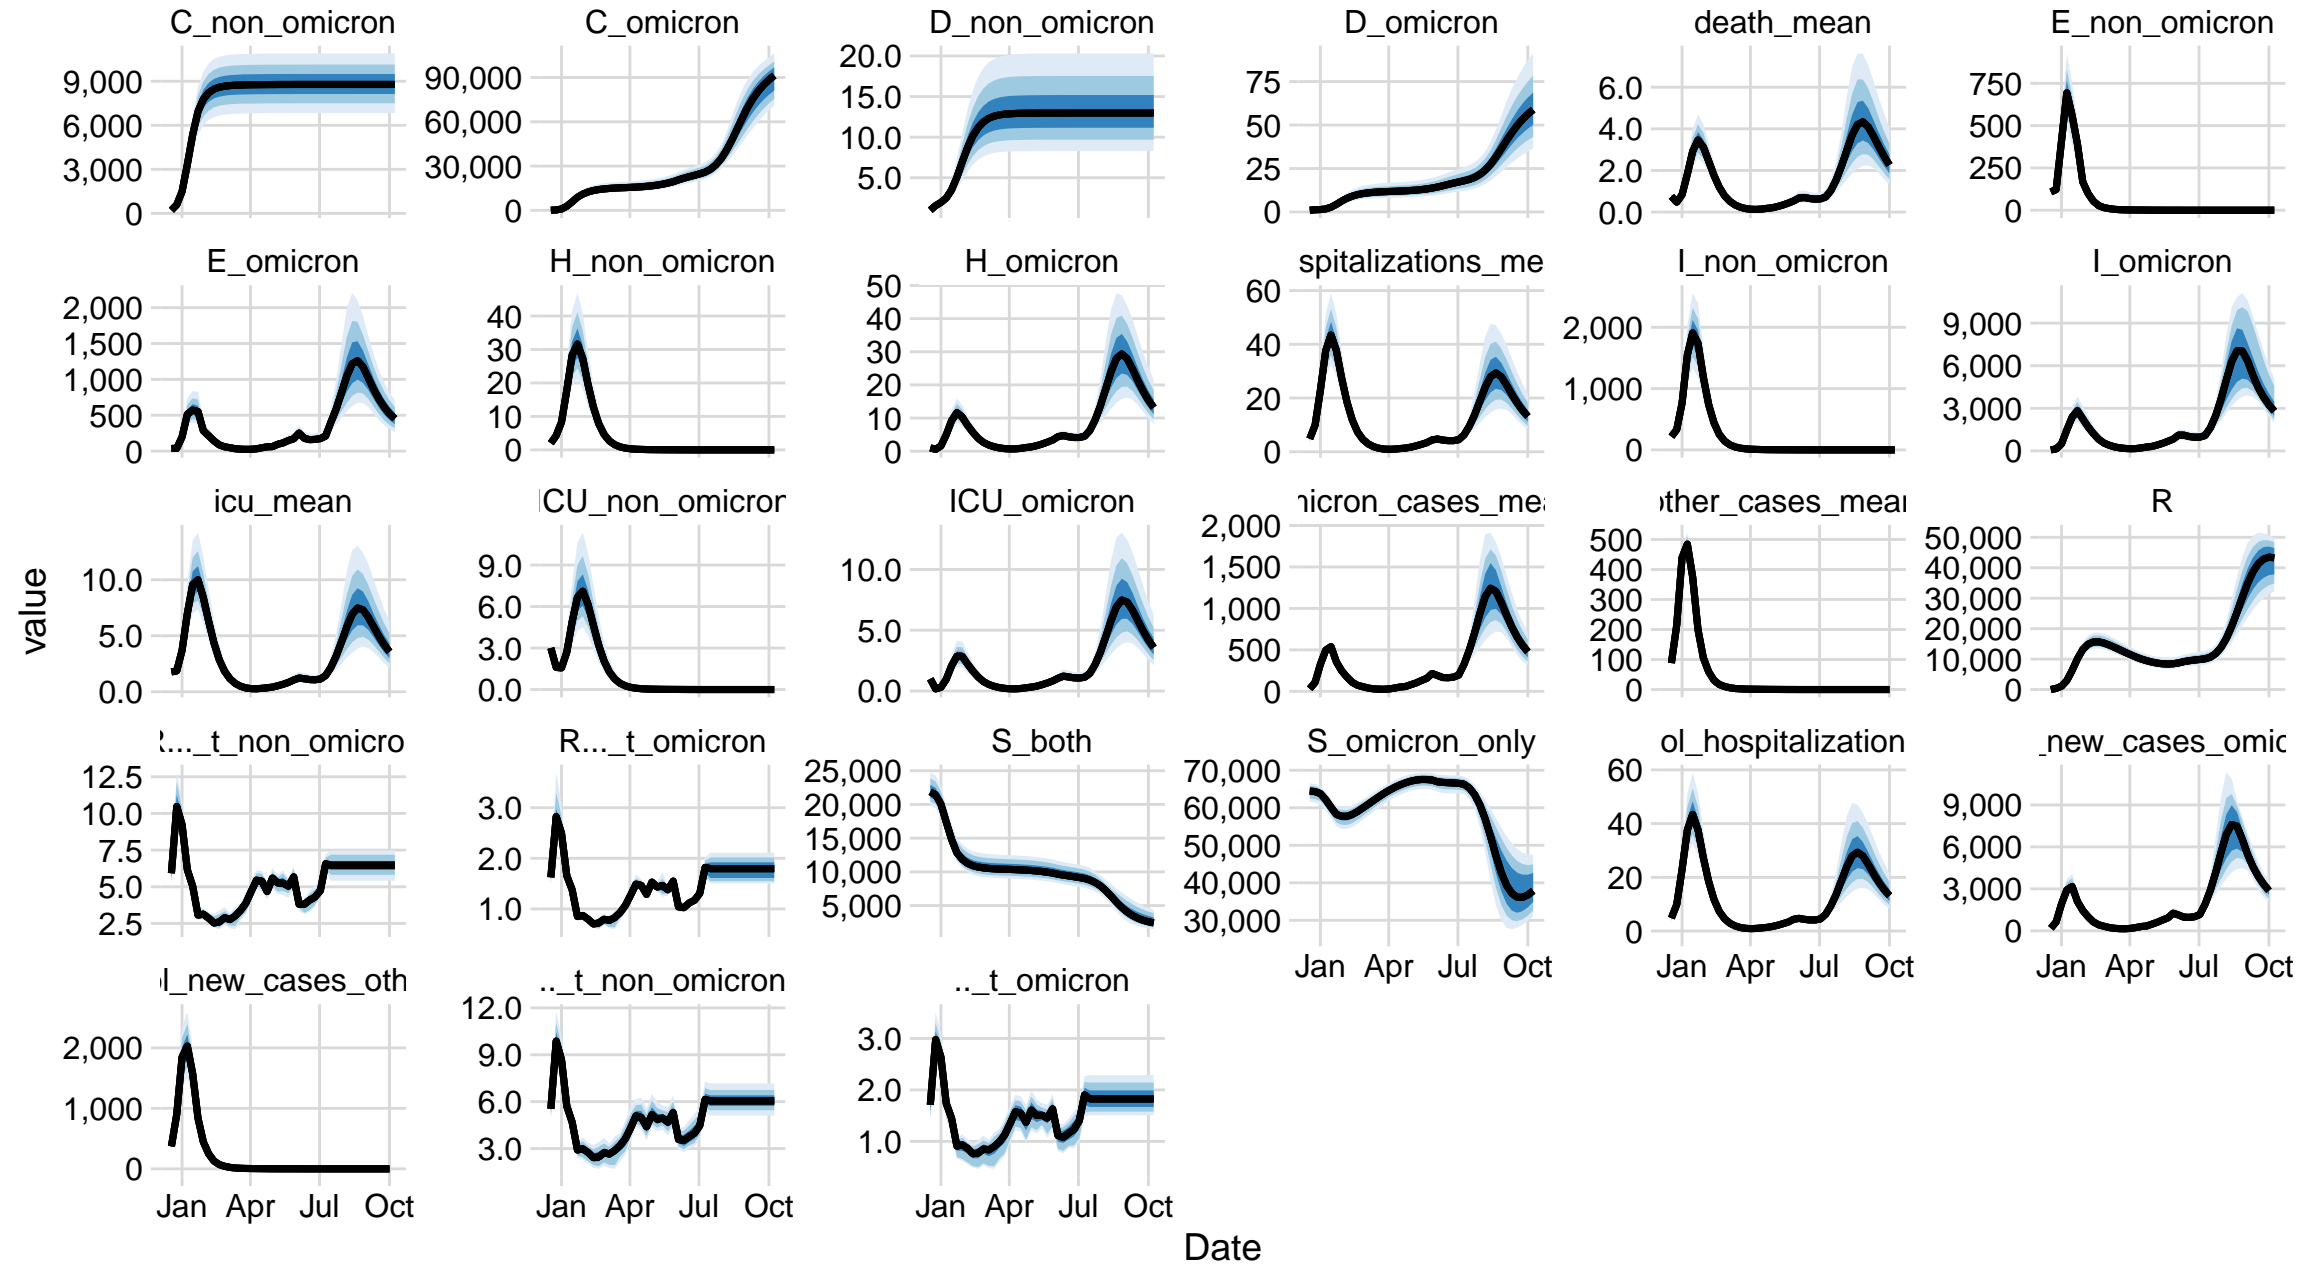 C_non_omicron C_omicron D_non_omicron D_omicron death_mean E_non_omicron
9,000 6,000 3,000 0
90,000 60,000 30,000 0
20.0 15.0 10.0 5.0
75 50 25 0
6.0 4.0 2.0 0.0
750 500 250 0
E_omicron H_non_omicron H_omicron spitalizations_me I_non_omicron I_omicron
2,000 1,500 1,000 500 0
40 30 20 10 0
50 40 30 20 10 0
60 40 20 0
2,000 1,000 0
9,000 6,000 3,000 0
icu_mean ICU_non_omicron ICU_omicron nicron_cases_mea other_cases_mean R
10.0 5.0 0.0
9.0 6.0 3.0 0.0
10.0 5.0 0.0
2,000 1,500 1,000 500 0
500 400 300 200 100 0
50,000 40,000 30,000 20,000 10,000 0
value
R..._t_non_omicro R..._t_omicron S_both S_omicron_only ol_hospitalization _new_cases_omic
12.5 10.0 7.5 5.0 2.5
3.0 2.0 1.0
25,000 20,000 15,000 10,000 5,000
70,000 60,000 50,000 40,000 30,000
60 40 20 0
9,000 6,000 3,000 0
Jan Apr Jul Oct Jan Apr Jul Oct Jan Apr Jul Oct
ol_new_cases_oth .._t_non_omicron .._t_omicron
2,000 1,000 0
12.0 9.0 6.0 3.0
3.0 2.0 1.0
Jan Apr Jul Oct Jan Apr Jul Oct Jan Apr Jul Oct
Date